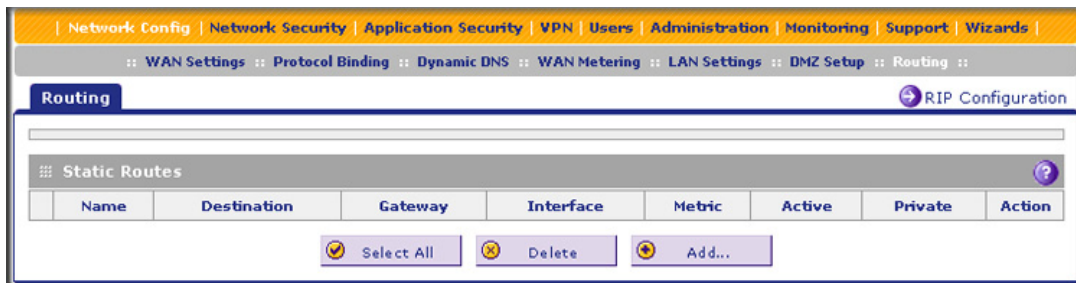 | Network Config | Network Security | Application Security | VPN | Users | Administration | Monitoring | Support | Wizards |
:: WAN Settings :: Protocol Binding :: Dynamic DNS :: WAN Metering :: LAN Settings :: DMZ Setup :: Routing ::
Routing RIP Configuration
Static Routes ?
Name Destination Gateway Interface Metric Active Private Action
Select All Delete Add...